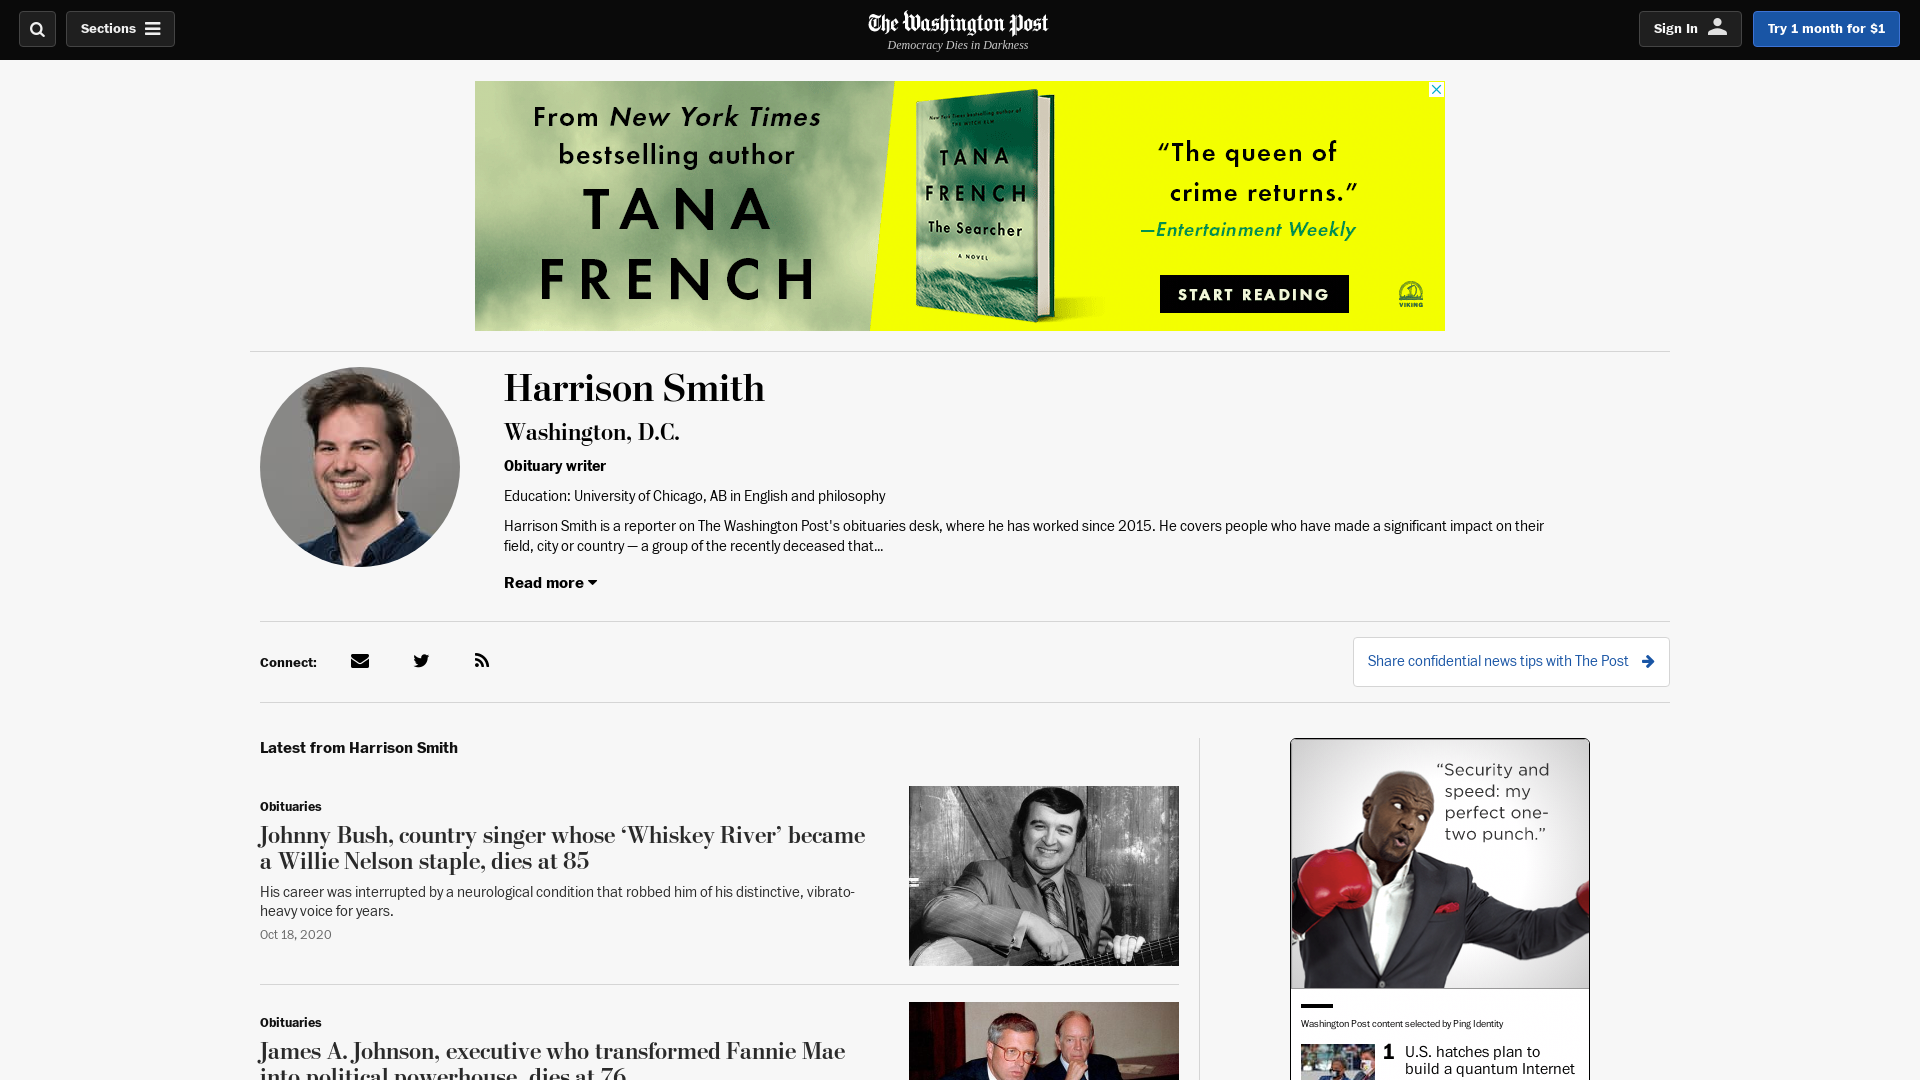 Sections
The Washington Post
Democracy Dies in Darkness
Sign In
Try 1 month for $1
From New York Times
bestselling author
TANA
FRENCH
TANA
FRENCH
The Searcher
A NOVEL
“The queen of
crime returns.”
—Entertainment Weekly
START READING
VIKING
Harrison Smith
Washington, D.C.
Obituary writer
Education: University of Chicago, AB in English and philosophy
Harrison Smith is a reporter on The Washington Post's obituaries desk, where he has worked since 2015. He covers people who have made a significant impact on their
field, city or country — a group of the recently deceased that...
Read more
Connect:
Share confidential news tips with The Post
Latest from Harrison Smith
Obituaries
Johnny Bush, country singer whose ‘Whiskey River’ became
a Willie Nelson staple, dies at 85
His career was interrupted by a neurological condition that robbed him of his distinctive, vibrato-
heavy voice for years.
Oct 18, 2020
Obituaries
James A. Johnson, executive who transformed Fannie Mae
into political powerhouse, dies at 76
“Security and
speed: my
perfect one-
two punch.”
Washington Post content selected by Ping Identity
1
U.S. hatches plan to
build a quantum Internet